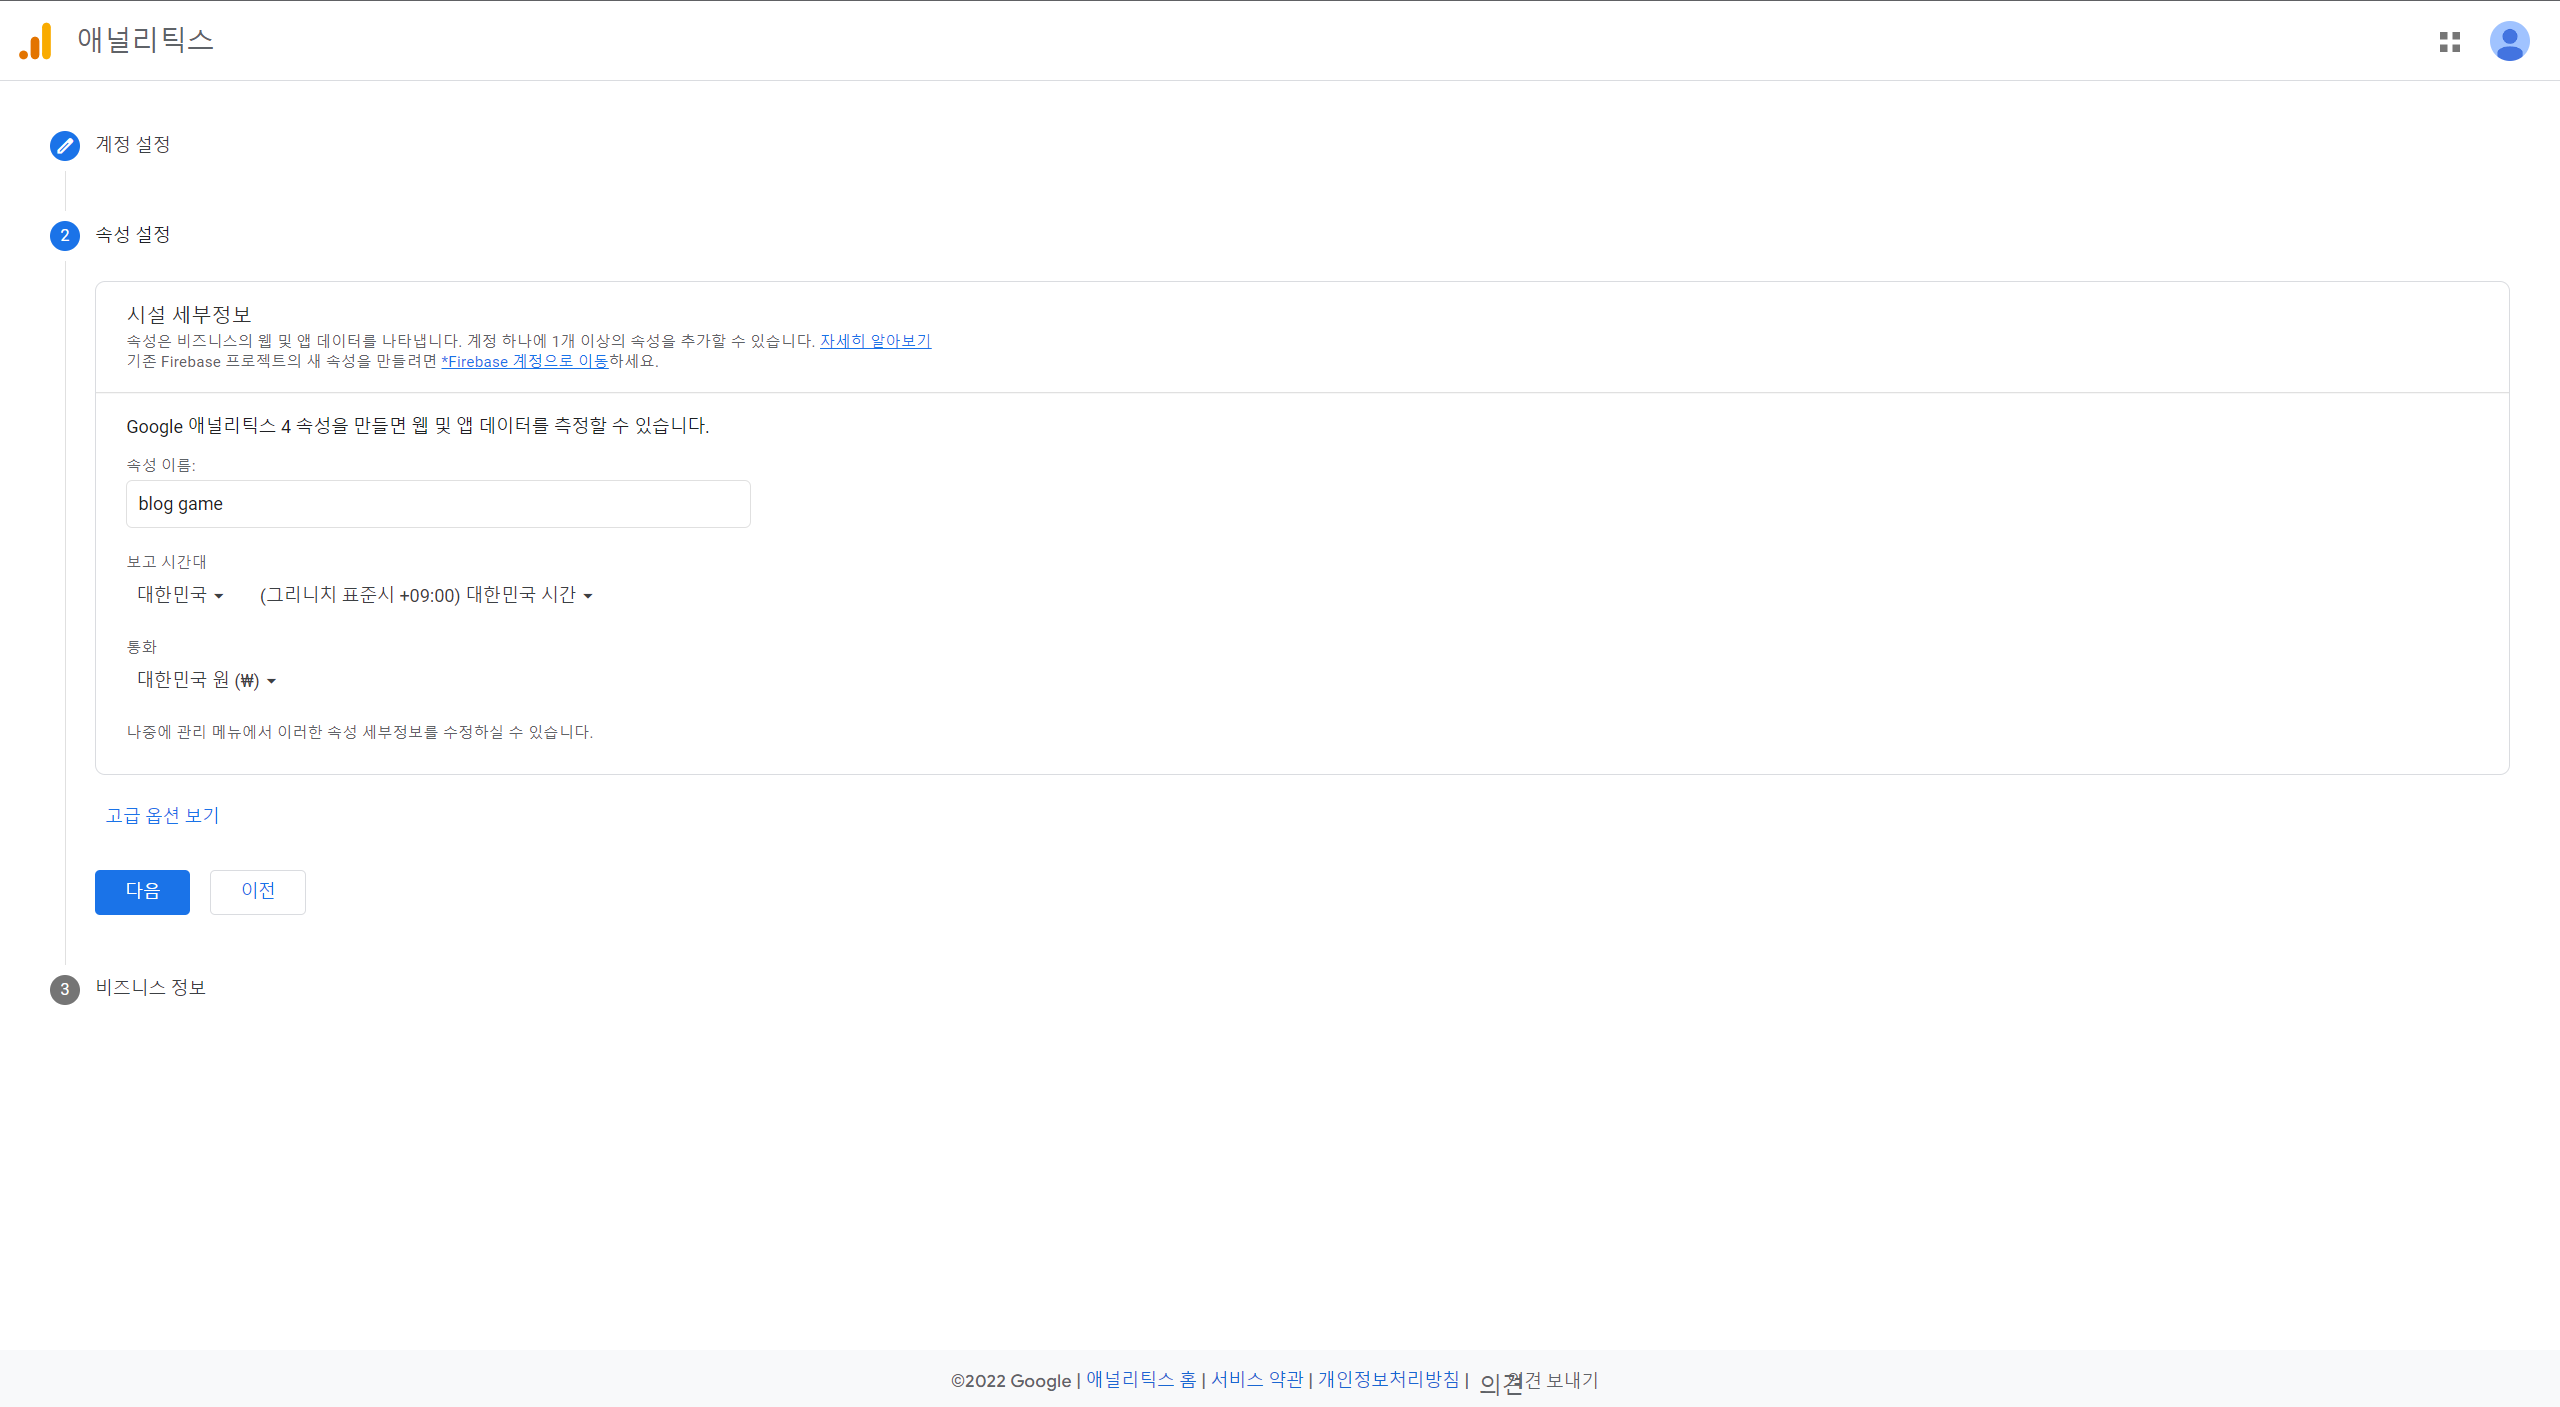 애널리틱스
계정 설정
2 속성 설정
시설 세부정보
속성은 비즈니스의 웹 및 앱 데이터를 나타냅니다. 계정 하나에 1개 이상의 속성을 추가할 수 있습니다. 자세히 알아보기
기존 Firebase 프로젝트의 새 속성을 만들려면 *Firebase 계정으로 이동하세요.
Google 애널리틱스 4 속성을 만들면 웹 및 앱 데이터를 측정할 수 있습니다.
속성 이름:
blog game
보고 시간대
대한민국 (그리니치 표준시 +09:00) 대한민국 시간
통화
대한민국 원 (₩)
나중에 관리 메뉴에서 이러한 속성 세부정보를 수정하실 수 있습니다.
고급 옵션 보기
다음 이전
3 비즈니스 정보
©2022 Google | 애널리틱스 홈 | 서비스 약관 | 개인정보처리방침 | 의견 의견 보내기